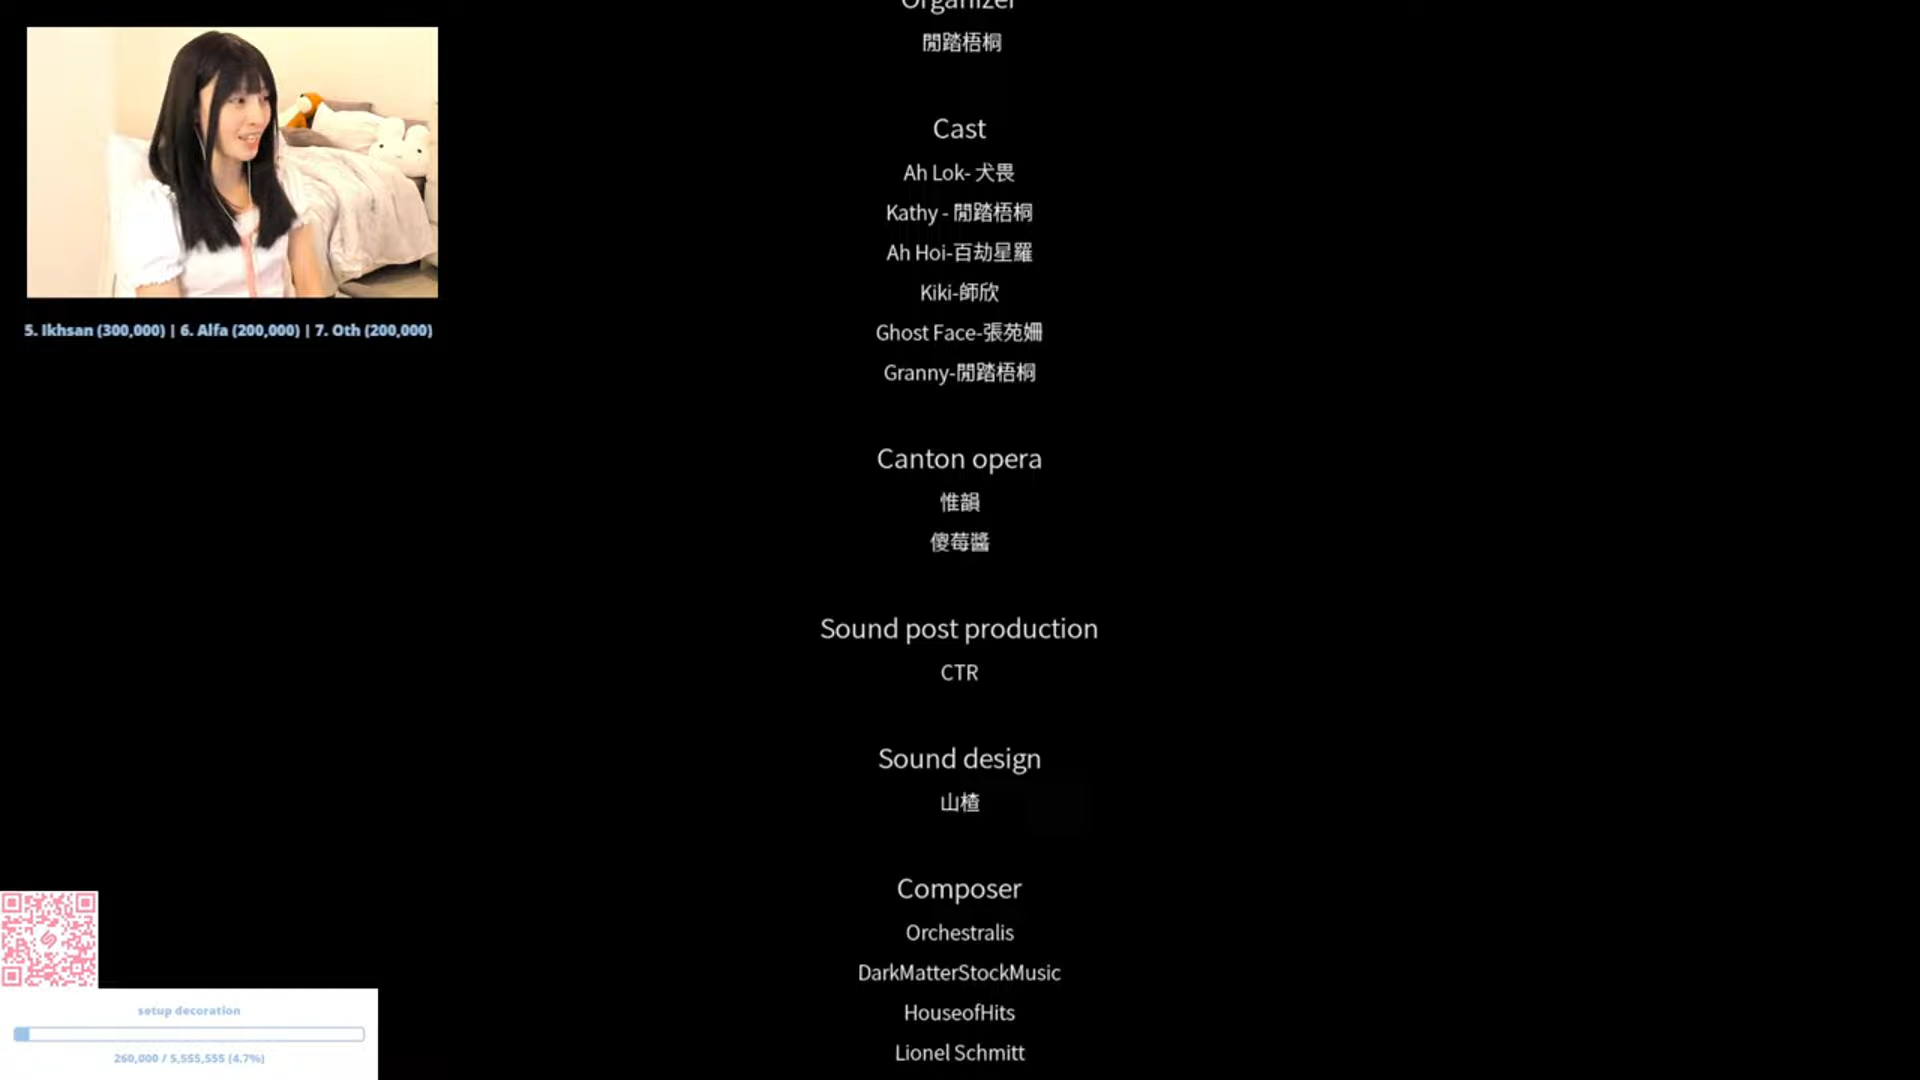 Organizer
閒踏梧桐
Cast
Ah Lok- 犬畏
Kathy - 閒踏梧桐
Ah Hoi-百劫星羅
Kiki-師欣
Ghost Face-張苑姍
Granny-閒踏梧桐
Canton opera
惟韻
傻莓醬
Sound post production
CTR
Sound design
山楂
Composer
Orchestralis
DarkMatterStockMusic
HouseofHits
Lionel Schmitt
5. Ikhsan (300,000) | 6. Alfa (200,000) | 7. Oth (200,000)
setup decoration
260,000 / 5,555,555 (4.7%)